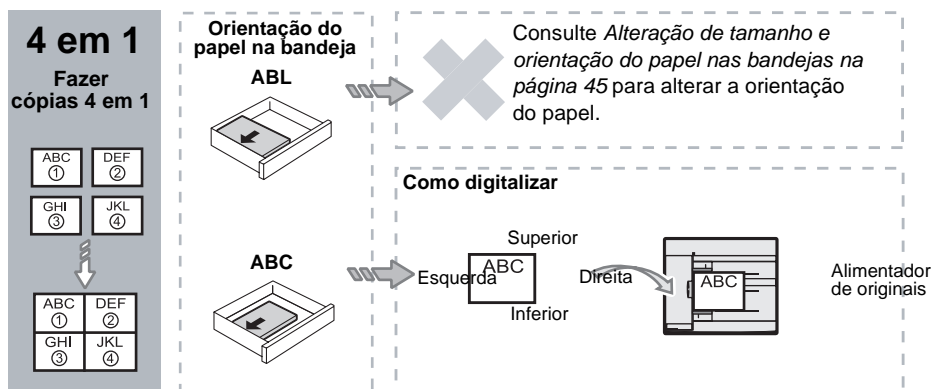 4 em 1
Fazer
cópias 4 em 1
ABC
①
DEF
②
GHI
③
JKL
④
ABC
①
DEF
②
GHI
③
JKL
④
Orientação do
papel na bandeja
ABL
ABC
Consulte Alteração de tamanho e
orientação do papel nas bandejas na
página 45 para alterar a orientação
do papel.
Como digitalizar
Superior
Esquerda
ABC
Direita
Inferior
ABC
Alimentador
de originais